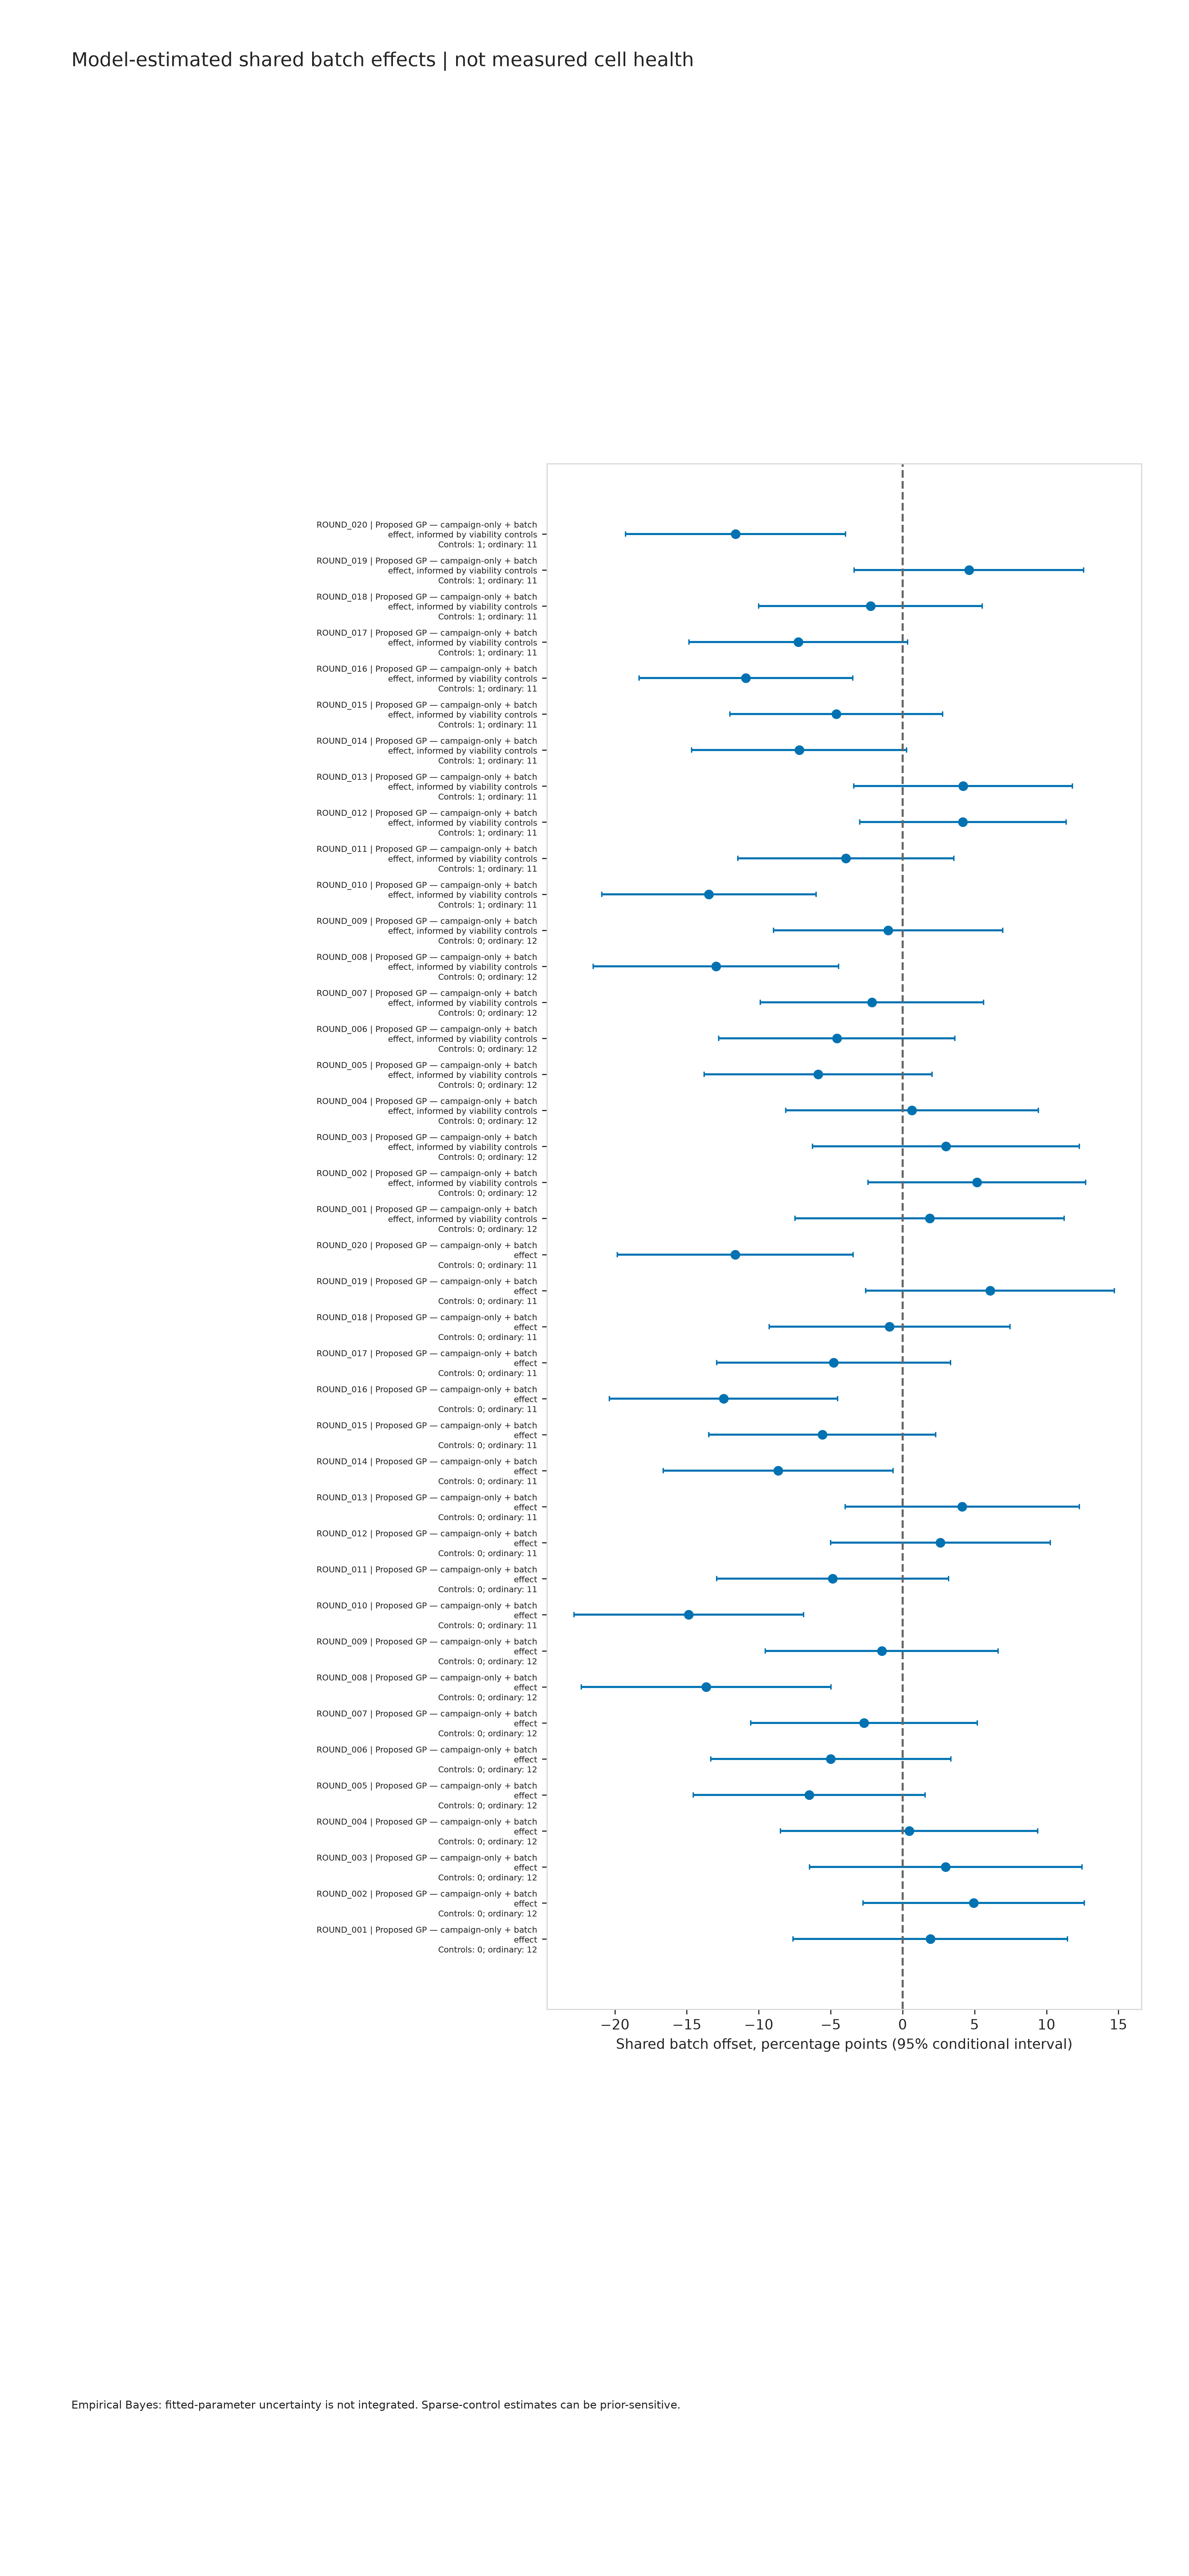 Model-estimated shared batch effects | not measured cell health
ROUND_020 | Proposed GP — campaign-only + batch
effect, informed by viability controls
Controls: 1; ordinary: 11
ROUND_019 | Proposed GP — campaign-only + batch
effect, informed by viability controls
Controls: 1; ordinary: 11
ROUND_018 | Proposed GP — campaign-only + batch
effect, informed by viability controls
Controls: 1; ordinary: 11
ROUND_017 | Proposed GP — campaign-only + batch
effect, informed by viability controls
Controls: 1; ordinary: 11
ROUND_016 | Proposed GP — campaign-only + batch
effect, informed by viability controls
Controls: 1; ordinary: 11
ROUND_015 | Proposed GP — campaign-only + batch
effect, informed by viability controls
Controls: 1; ordinary: 11
ROUND_014 | Proposed GP — campaign-only + batch
effect, informed by viability controls
Controls: 1; ordinary: 11
ROUND_013 | Proposed GP — campaign-only + batch
effect, informed by viability controls
Controls: 1; ordinary: 11
ROUND_012 | Proposed GP — campaign-only + batch
effect, informed by viability controls
Controls: 1; ordinary: 11
ROUND_011 | Proposed GP — campaign-only + batch
effect, informed by viability controls
Controls: 1; ordinary: 11
ROUND_010 | Proposed GP — campaign-only + batch
effect, informed by viability controls
Controls: 1; ordinary: 11
ROUND_009 | Proposed GP — campaign-only + batch
effect, informed by viability controls
Controls: 0; ordinary: 12
ROUND_008 | Proposed GP — campaign-only + batch
effect, informed by viability controls
Controls: 0; ordinary: 12
ROUND_007 | Proposed GP — campaign-only + batch
effect, informed by viability controls
Controls: 0; ordinary: 12
ROUND_006 | Proposed GP — campaign-only + batch
effect, informed by viability controls
Controls: 0; ordinary: 12
ROUND_005 | Proposed GP — campaign-only + batch
effect, informed by viability controls
Controls: 0; ordinary: 12
ROUND_004 | Proposed GP — campaign-only + batch
effect, informed by viability controls
Controls: 0; ordinary: 12
ROUND_003 | Proposed GP — campaign-only + batch
effect, informed by viability controls
Controls: 0; ordinary: 12
ROUND_002 | Proposed GP — campaign-only + batch
effect, informed by viability controls
Controls: 0; ordinary: 12
ROUND_001 | Proposed GP — campaign-only + batch
effect, informed by viability controls
Controls: 0; ordinary: 12
ROUND_020 | Proposed GP — campaign-only + batch
effect
Controls: 0; ordinary: 11
ROUND_019 | Proposed GP — campaign-only + batch
effect
Controls: 0; ordinary: 11
ROUND_018 | Proposed GP — campaign-only + batch
effect
Controls: 0; ordinary: 11
ROUND_017 | Proposed GP — campaign-only + batch
effect
Controls: 0; ordinary: 11
ROUND_016 | Proposed GP — campaign-only + batch
effect
Controls: 0; ordinary: 11
ROUND_015 | Proposed GP — campaign-only + batch
effect
Controls: 0; ordinary: 11
ROUND_014 | Proposed GP — campaign-only + batch
effect
Controls: 0; ordinary: 11
ROUND_013 | Proposed GP — campaign-only + batch
effect
Controls: 0; ordinary: 11
ROUND_012 | Proposed GP — campaign-only + batch
effect
Controls: 0; ordinary: 11
ROUND_011 | Proposed GP — campaign-only + batch
effect
Controls: 0; ordinary: 11
ROUND_010 | Proposed GP — campaign-only + batch
effect
Controls: 0; ordinary: 11
ROUND_009 | Proposed GP — campaign-only + batch
effect
Controls: 0; ordinary: 12
ROUND_008 | Proposed GP — campaign-only + batch
effect
Controls: 0; ordinary: 12
ROUND_007 | Proposed GP — campaign-only + batch
effect
Controls: 0; ordinary: 12
ROUND_006 | Proposed GP — campaign-only + batch
effect
Controls: 0; ordinary: 12
ROUND_005 | Proposed GP — campaign-only + batch
effect
Controls: 0; ordinary: 12
ROUND_004 | Proposed GP — campaign-only + batch
effect
Controls: 0; ordinary: 12
ROUND_003 | Proposed GP — campaign-only + batch
effect
Controls: 0; ordinary: 12
ROUND_002 | Proposed GP — campaign-only + batch
effect
Controls: 0; ordinary: 12
ROUND_001 | Proposed GP — campaign-only + batch
effect
Controls: 0; ordinary: 12
−20 −15 −10 −5 0 5 10 15
Shared batch offset, percentage points (95% conditional interval)
Empirical Bayes: fitted-parameter uncertainty is not integrated. Sparse-control estimates can be prior-sensitive.